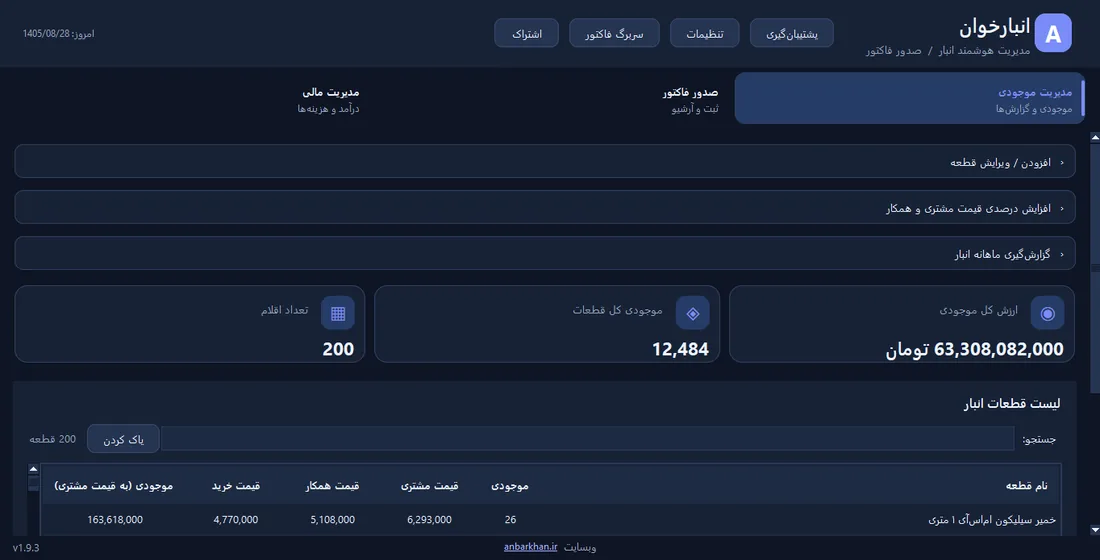 A
انبارخوان
مدیریت هوشمند انبار / صدور فاکتور
پشتیبان‌گیری
تنظیمات
سربرگ فاکتور
اشتراک
امروز: 1405/08/28
مدیریت موجودی
موجودی و گزارش‌ها
صدور فاکتور
ثبت و آرشیو
مدیریت مالی
درآمد و هزینه‌ها
‹ افزودن / ویرایش قطعه
‹ افزایش درصدی قیمت مشتری و همکار
‹ گزارش‌گیری ماهانه انبار
ارزش کل موجودی
63,308,082,000 تومان
موجودی کل قطعات
12,484
تعداد اقلام
200
لیست قطعات انبار
جستجو:
پاک کردن
200 قطعه
نام قطعه موجودی قیمت مشتری قیمت همکار قیمت خرید موجودی (به قیمت مشتری)
خمیر سیلیکون ام‌اس‌آی ۱ متری 26 6,293,000 5,108,000 4,770,000 163,618,000
وبسایت anbarkhan.ir
v1.9.3